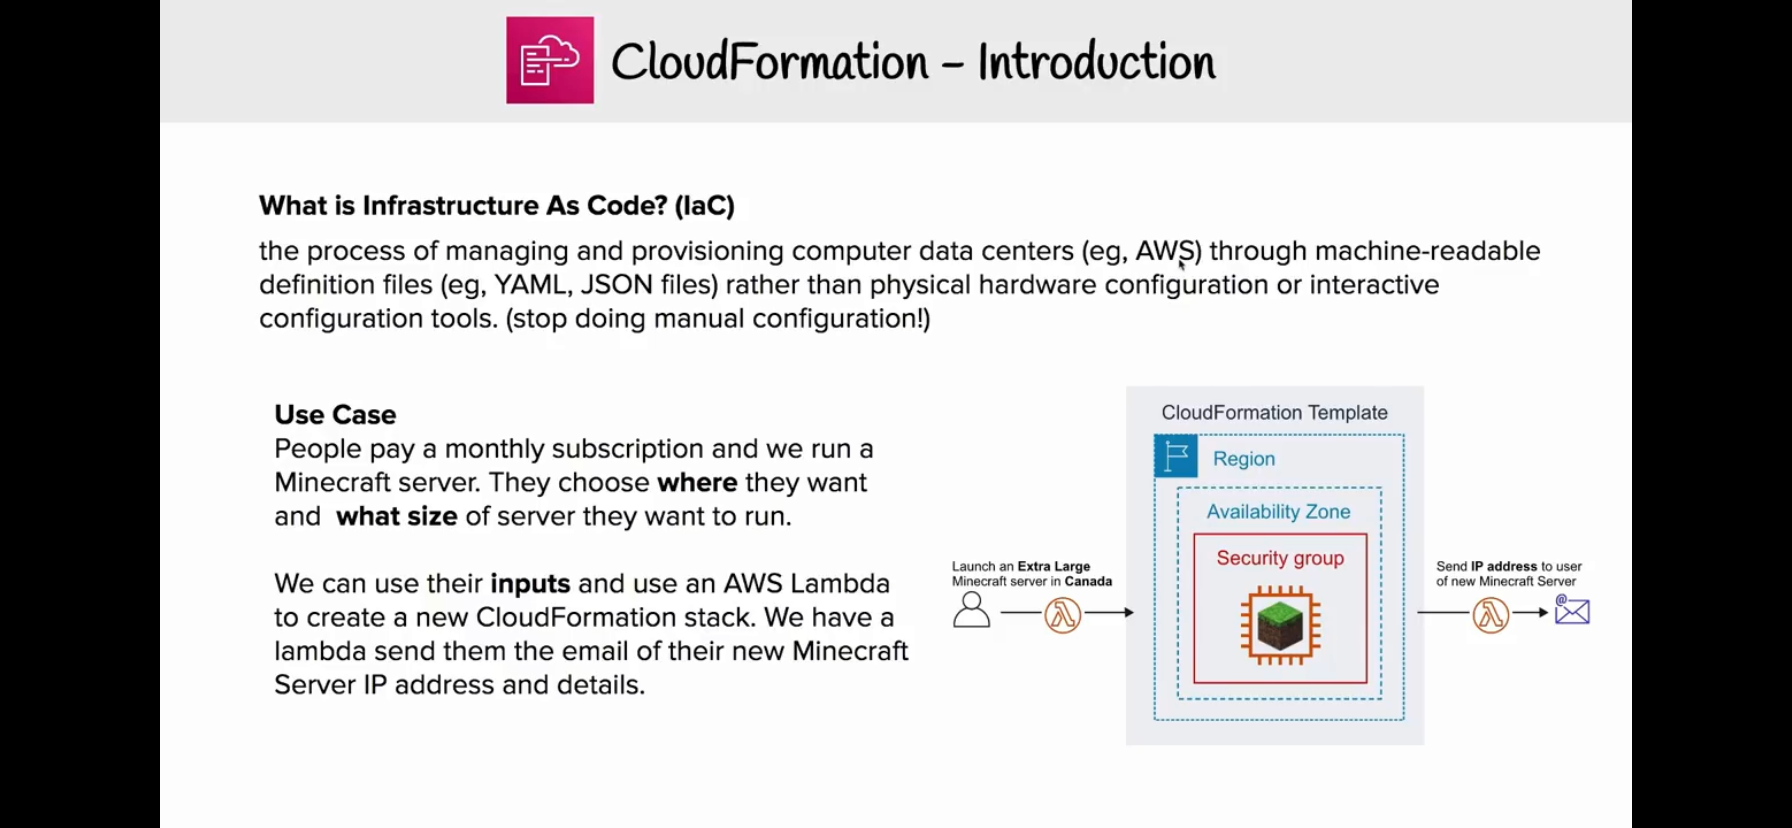 CloudFormation – Introduction
What is Infrastructure As Code? (IaC)
the process of managing and provisioning computer data centers (eg, AWS) through machine-readable
definition files (eg, YAML, JSON files) rather than physical hardware configuration or interactive
configuration tools. (stop doing manual configuration!)
Use Case
People pay a monthly subscription and we run a
Minecraft server. They choose where they want
and what size of server they want to run.
We can use their inputs and use an AWS Lambda
to create a new CloudFormation stack. We have a
lambda send them the email of their new Minecraft
Server IP address and details.
Launch an Extra Large
Minecraft server in Canada
CloudFormation Template
Region
Availability Zone
Security group
Send IP address to user
of new Minecraft Server
@